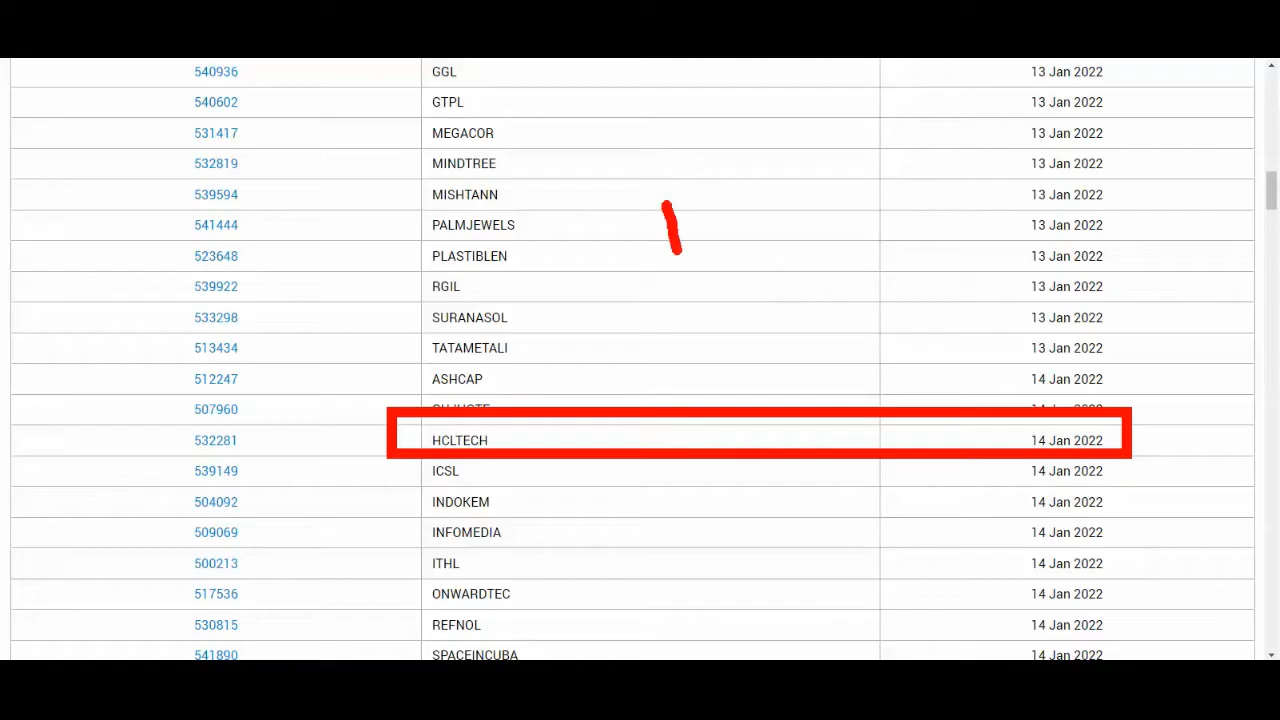 540936 GGL 13 Jan 2022
540602 GTPL 13 Jan 2022
531417 MEGACOR 13 Jan 2022
532819 MINDTREE 13 Jan 2022
539594 MISHTANN 13 Jan 2022
541444 PALMJEWELS 13 Jan 2022
523648 PLASTIBLEN 13 Jan 2022
539922 RGIL 13 Jan 2022
533298 SURANASOL 13 Jan 2022
513434 TATAMETALI 13 Jan 2022
512247 ASHCAP 14 Jan 2022
507960 14 Jan 2022
532281 HCLTECH 14 Jan 2022
539149 ICSL 14 Jan 2022
504092 INDOKEM 14 Jan 2022
509069 INFOMEDIA 14 Jan 2022
500213 ITHL 14 Jan 2022
517536 ONWARDTEC 14 Jan 2022
530815 REFNOL 14 Jan 2022
541890 SPACEINCUBA 14 Jan 2022